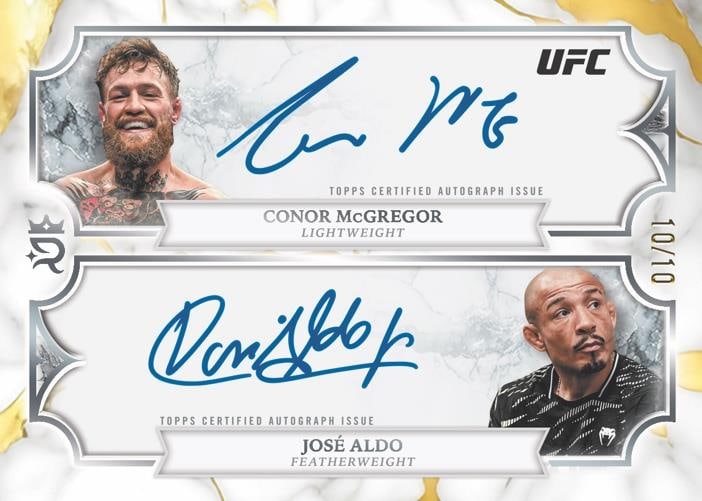 UFC
TOPPS CERTIFIED AUTOGRAPH ISSUE
CONOR McGREGOR
LIGHTWEIGHT
10/10
TOPPS CERTIFIED AUTOGRAPH ISSUE
JOSÉ ALDO
FEATHERWEIGHT